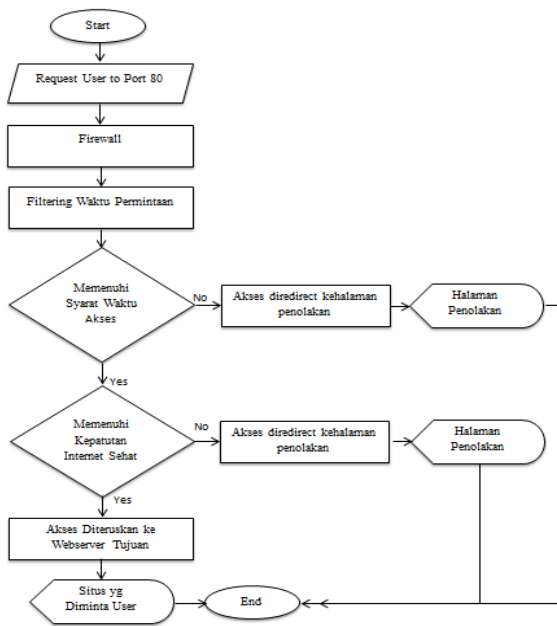 Start
Request User to Port 80
Firewall
Filtering Waktu Permintaan
Memenuhi
Syarat Waktu
Akses
No
Akses diredirect kehalaman
penolakan
Halaman
Penolakan
Yes
Memenuhi
Kepatutan
Internet Sehat
No
Akses diredirect kehalaman
penolakan
Halaman
Penolakan
Yes
Akses Diteruskan ke
Webserver Tujuan
Situs yg
Diminta User
End